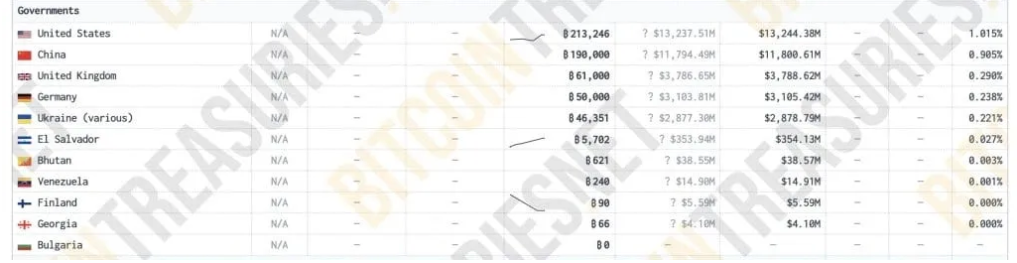 Governments
United States N/A – – ₿213,246 ? $13,237.51M $13,244.38M – – 1.015%
China N/A – – ₿190,000 ? $11,794.49M $11,800.61M – – 0.905%
United Kingdom N/A – – ₿61,000 ? $3,786.65M $3,788.62M – – 0.290%
Germany N/A – – ₿50,000 ? $3,103.81M $3,105.42M – – 0.238%
Ukraine (various) N/A – – ₿46,351 ? $2,877.30M $2,878.79M – – 0.221%
El Salvador N/A – – ₿5,702 ? $353.94M $354.13M – – 0.027%
Bhutan N/A – – ₿621 ? $38.55M $38.57M – – 0.003%
Venezuela N/A – – ₿240 ? $14.90M $14.91M – – 0.001%
Finland N/A – – ₿90 ? $5.59M $5.59M – – 0.000%
Georgia N/A – – ₿66 ? $4.10M $4.10M – – 0.000%
Bulgaria N/A – – ₿0 – – – – –
BITCOINTREASURIES.NET